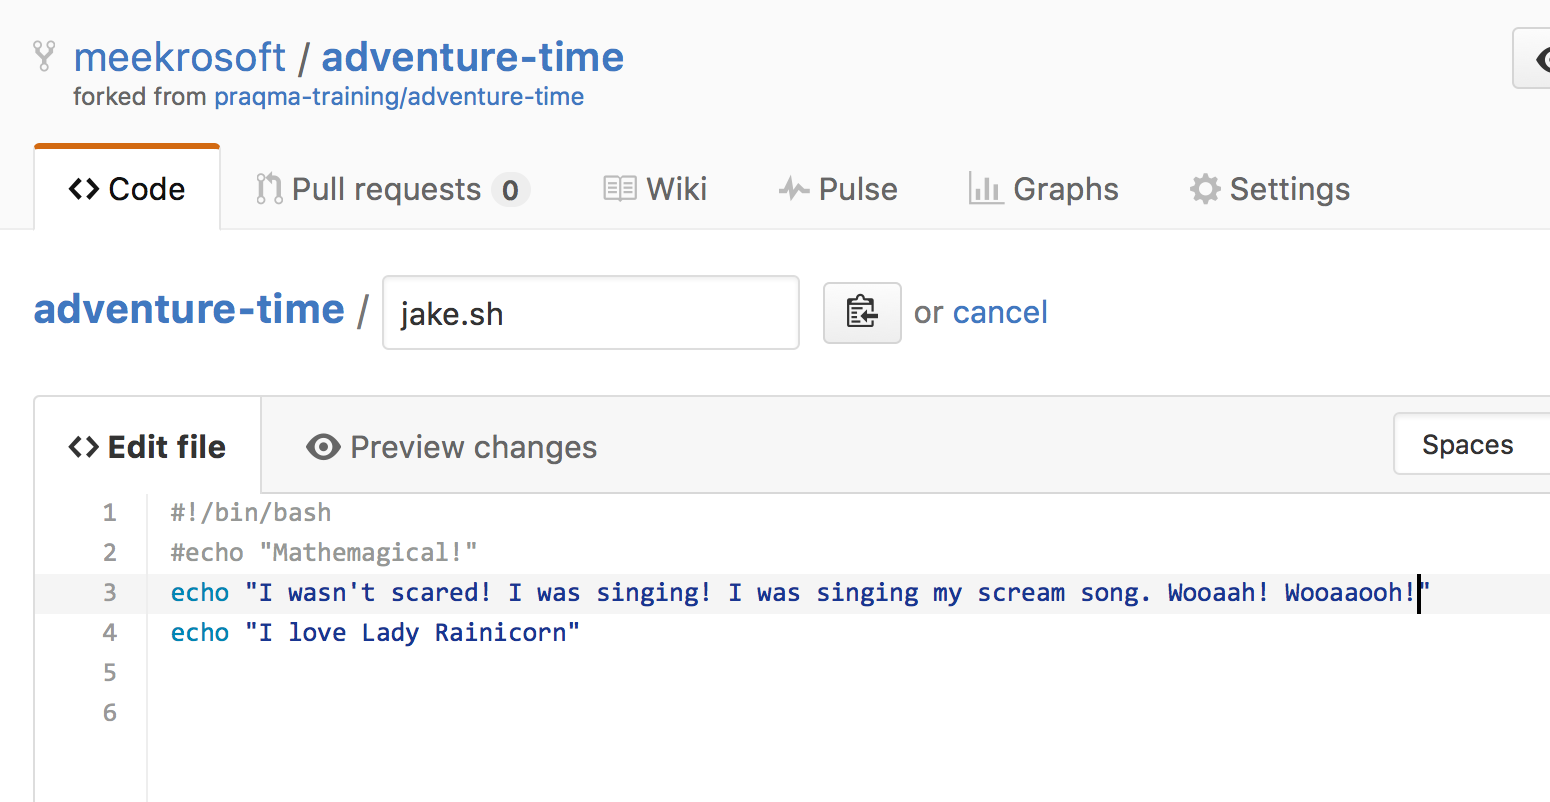 meekrosoft / adventure-time
forked from praqma-training/adventure-time
Code Pull requests 0 Wiki Pulse Graphs Settings
adventure-time / jake.sh or cancel
Edit file Preview changes Spaces
1 #!/bin/bash
2 #echo "Mathemagical!"
3 echo "I wasn't scared! I was singing! I was singing my scream song. Wooaah! Wooaaooh!"
4 echo "I love Lady Rainicorn"
5
6